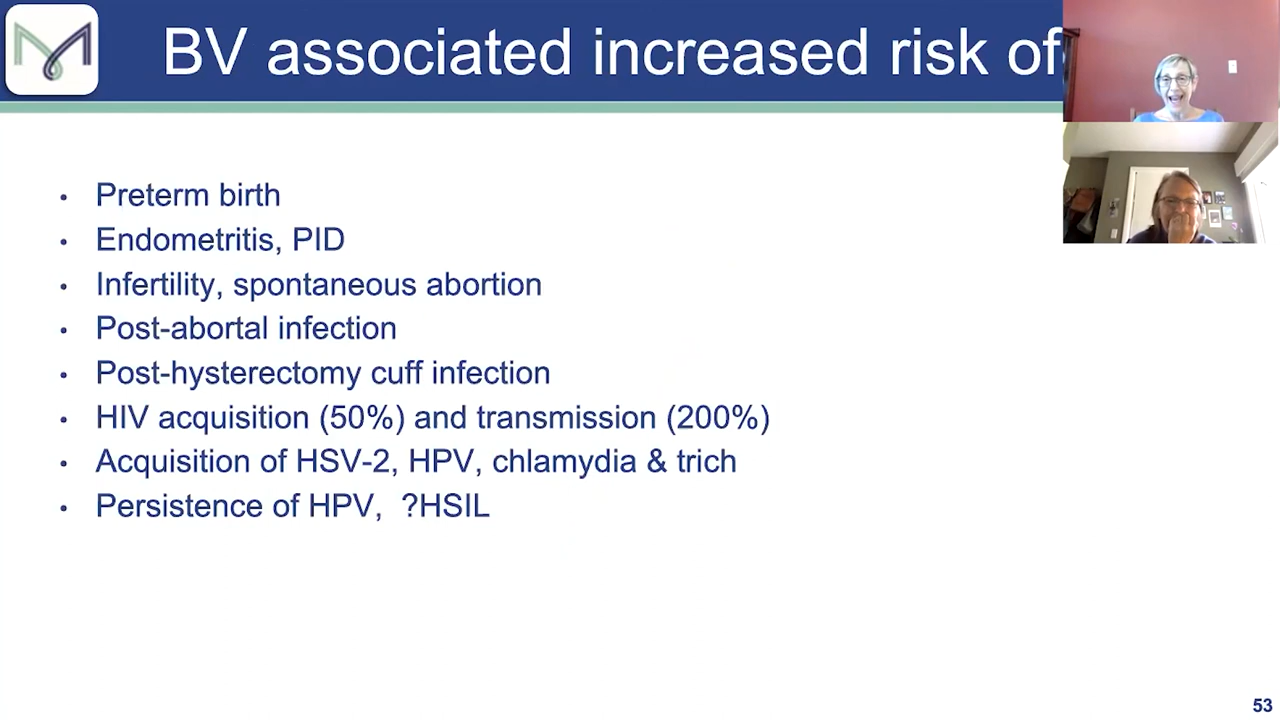 BV associated increased risk of
• Preterm birth
• Endometritis, PID
• Infertility, spontaneous abortion
• Post-abortal infection
• Post-hysterectomy cuff infection
• HIV acquisition (50%) and transmission (200%)
• Acquisition of HSV-2, HPV, chlamydia & trich
• Persistence of HPV, ?HSIL
53